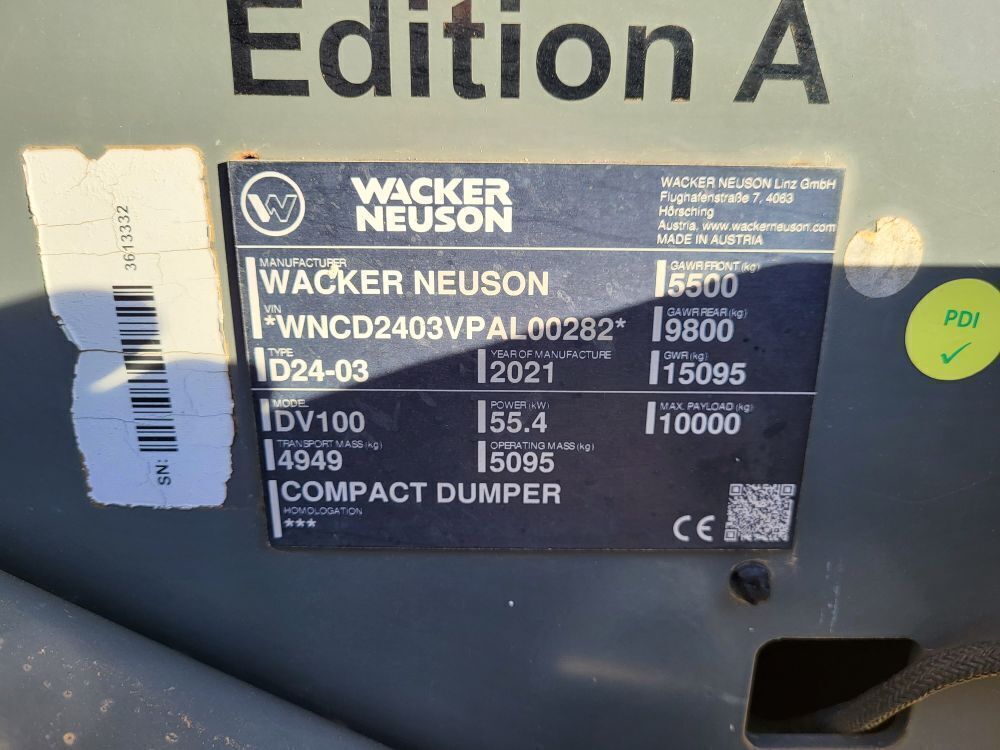 Edition A
SN: 3613332
WACKER
NEUSON
WACKER NEUSON Linz GmbH
Flughafenstraße 7, 4063
Hörsching
Austria, www.wackerneuson.com
MADE IN AUSTRIA
MANUFACTURER
WACKER NEUSON
GAWR FRONT (kg)
5500
VIN
*WNCD2403VPAL00282*
GAWR REAR (kg)
9800
TYPE
D24-03
YEAR OF MANUFACTURE
2021
GWR (kg)
15095
MODEL
DV100
POWER (kW)
55.4
MAX. PAYLOAD (kg)
10000
TRANSPORT MASS (kg)
4949
OPERATING MASS (kg)
5095
COMPACT DUMPER
HOMOLOGATION
***
CE
PDI
✓